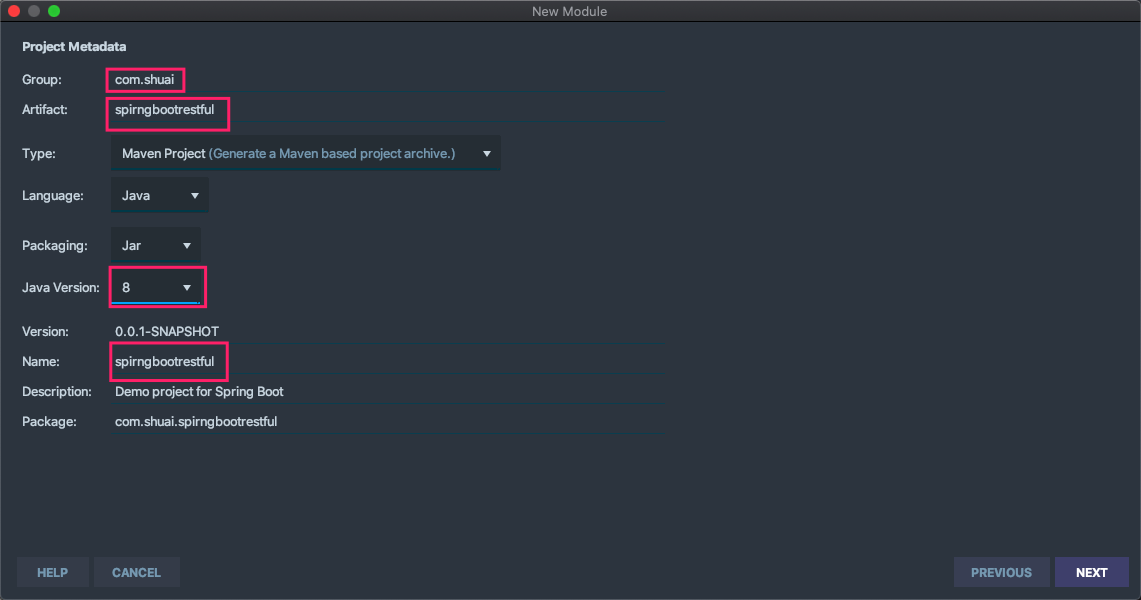 New Module
Project Metadata
Group: com.shuai
Artifact: spirngbootrestful
Type: Maven Project (Generate a Maven based project archive.)
Language: Java
Packaging: Jar
Java Version: 8
Version: 0.0.1-SNAPSHOT
Name: spirngbootrestful
Description: Demo project for Spring Boot
Package: com.shuai.spirngbootrestful
HELP CANCEL PREVIOUS NEXT